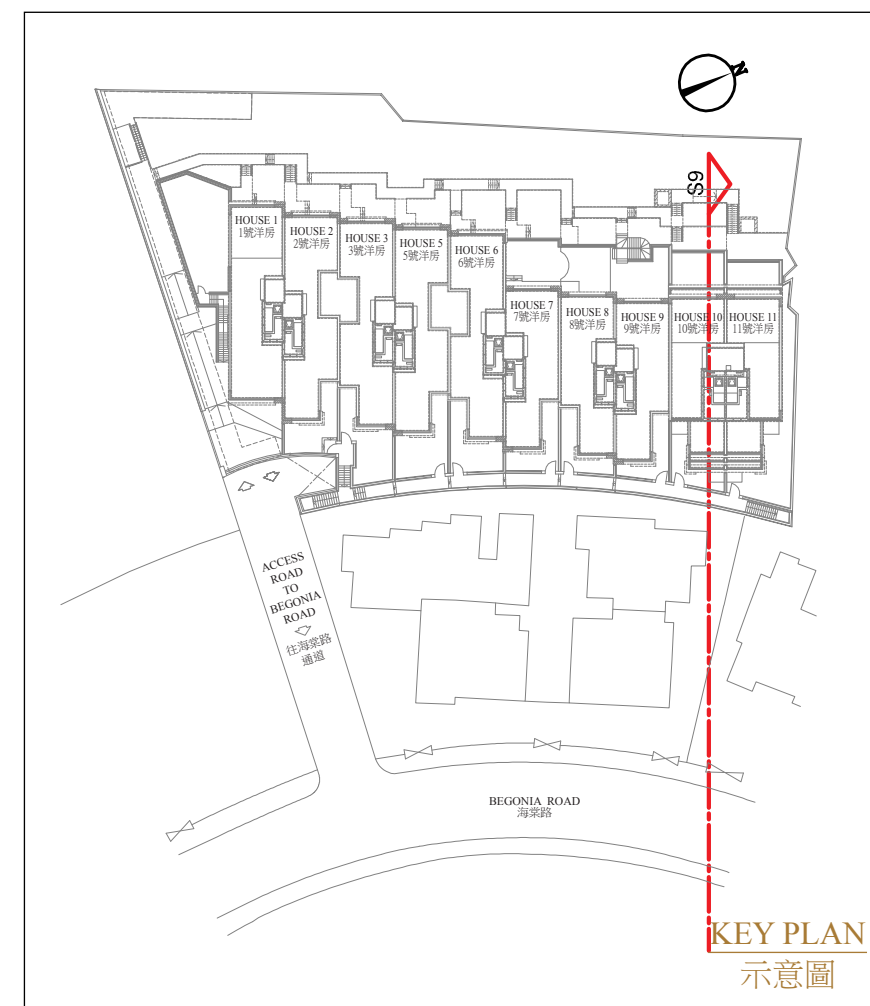 N
S9
HOUSE 1
1號洋房
HOUSE 2
2號洋房
HOUSE 3
3號洋房
HOUSE 5
5號洋房
HOUSE 6
6號洋房
HOUSE 7
7號洋房
HOUSE 8
8號洋房
HOUSE 9
9號洋房
HOUSE 10
10號洋房
HOUSE 11
11號洋房
ACCESS
ROAD
TO
BEGONIA
ROAD
往海棠路
通道
BEGONIA ROAD
海棠路
KEY PLAN
示意圖